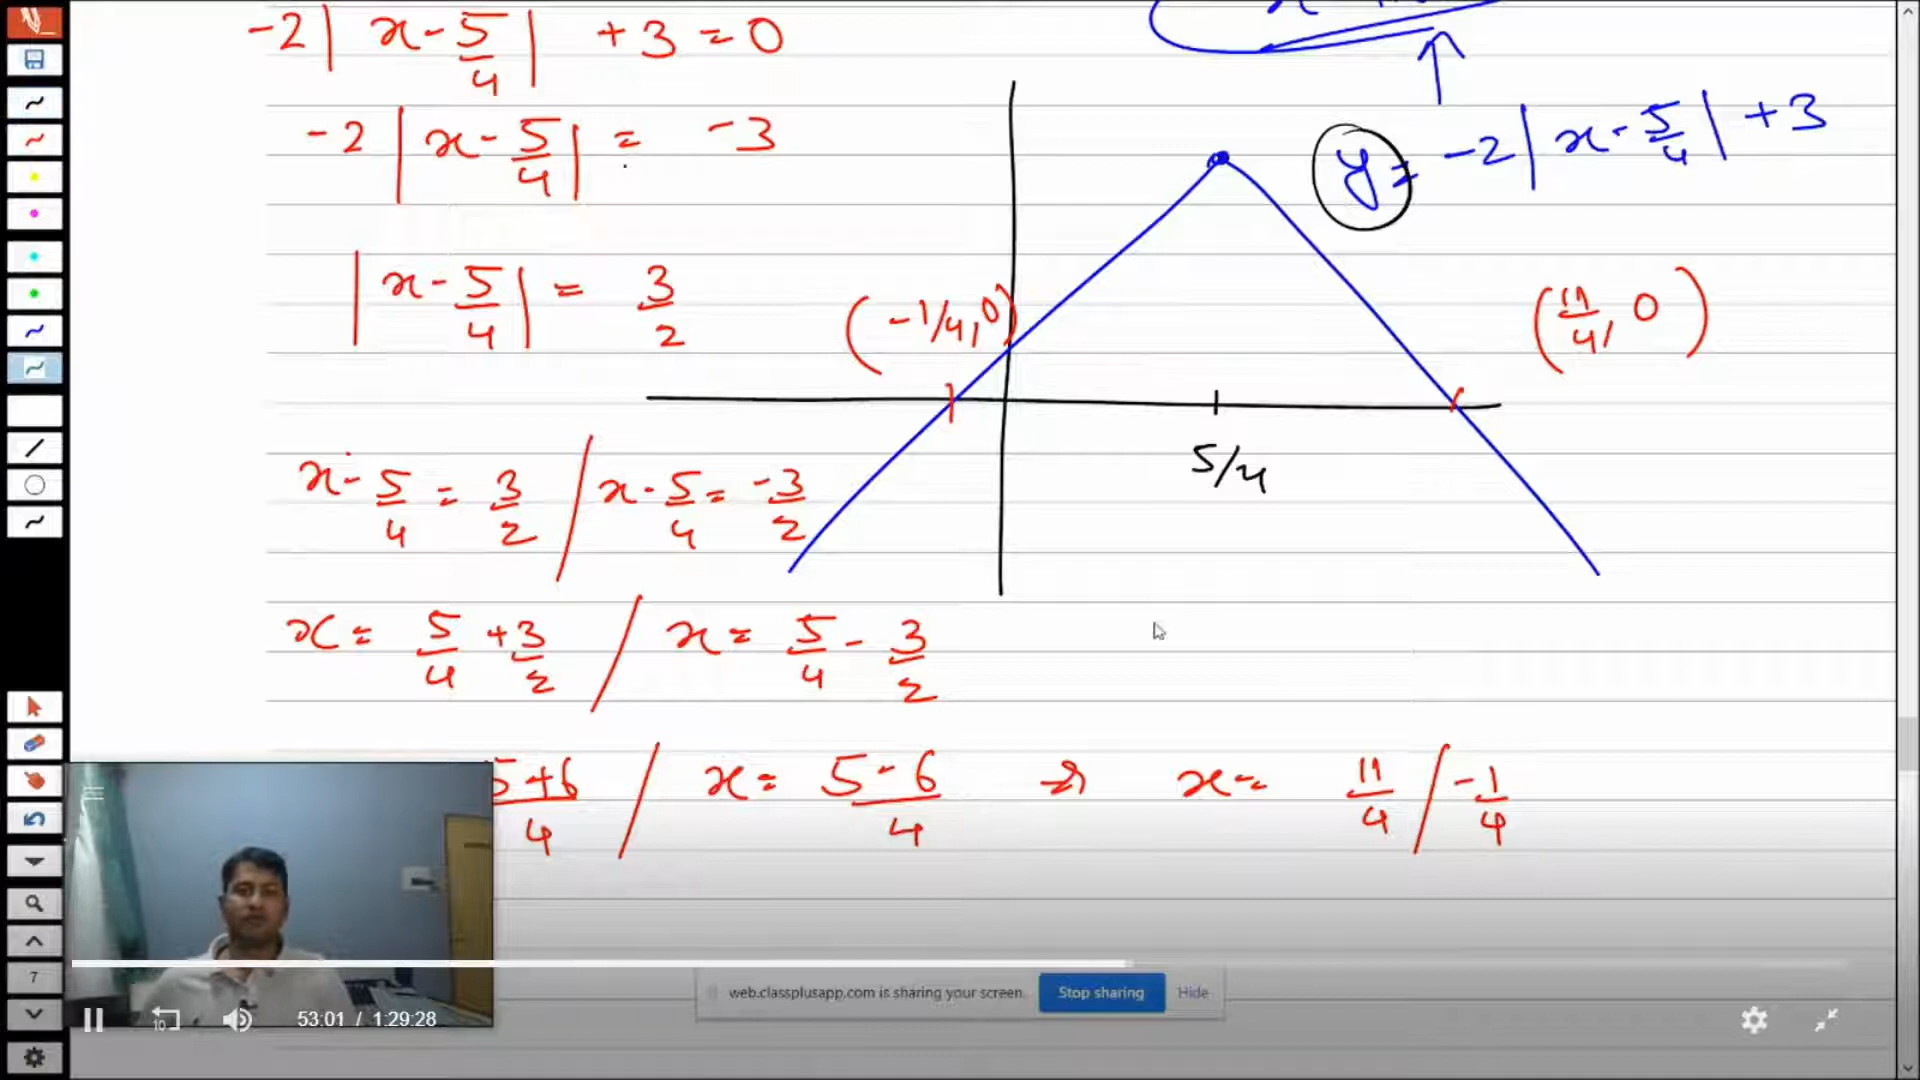 -2|x-5/4| +3=0
-2|x-5/4| = -3
y= -2|x-5/4| +3
|x-5/4| = 3/2
(-1/4, 0)
(11/4, 0)
5/4
x-5/4 = 3/2 / x-5/4 = -3/2
x= 5/4 +3/2 / x= 5/4 - 3/2
5+6/4 / x= 5-6/4 x= 11/4 / -1/4
7
web.classplusapp.com is sharing your screen. Stop sharing Hide
10
53:01 / 1:29:28